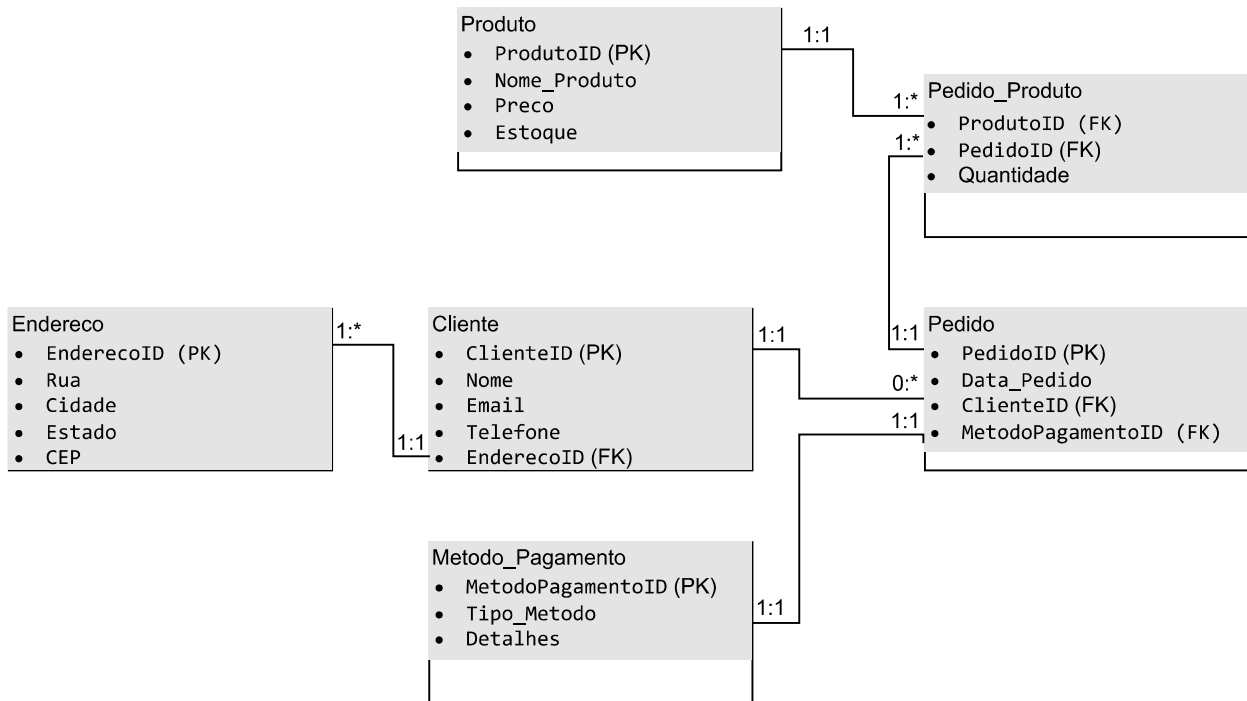 Produto
• ProdutoID (PK)
• Nome_Produto
• Preco
• Estoque
1:1
1:*
Pedido_Produto
• ProdutoID (FK)
• PedidoID (FK)
• Quantidade
1:*
1:1
Endereco
• EnderecoID (PK)
• Rua
• Cidade
• Estado
• CEP
1:*
1:1
Cliente
• ClienteID (PK)
• Nome
• Email
• Telefone
• EnderecoID (FK)
1:1
0:*
Pedido
• PedidoID (PK)
• Data_Pedido
• ClienteID (FK)
• MetodoPagamentoID (FK)
1:1
Metodo_Pagamento
• MetodoPagamentoID (PK)
• Tipo_Metodo
• Detalhes
1:1